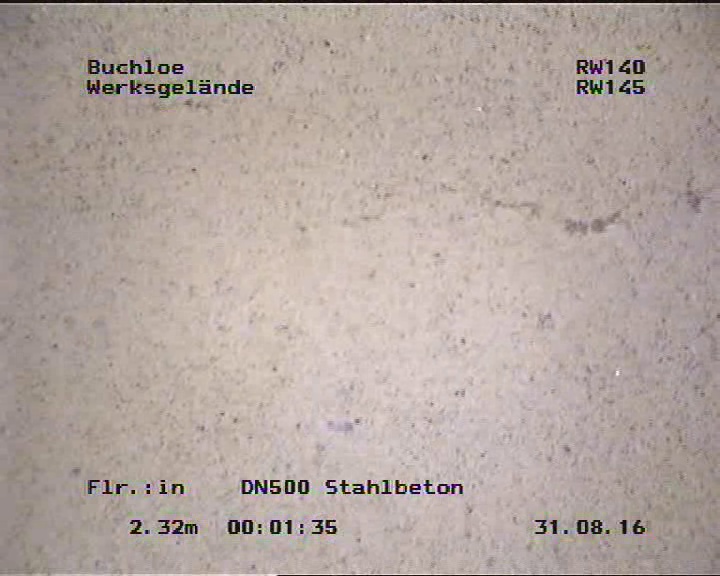 Buchloe RW140
Werksgelände RW145
Flr.:in DN500 Stahlbeton
2.32m 00:01:35 31.08.16